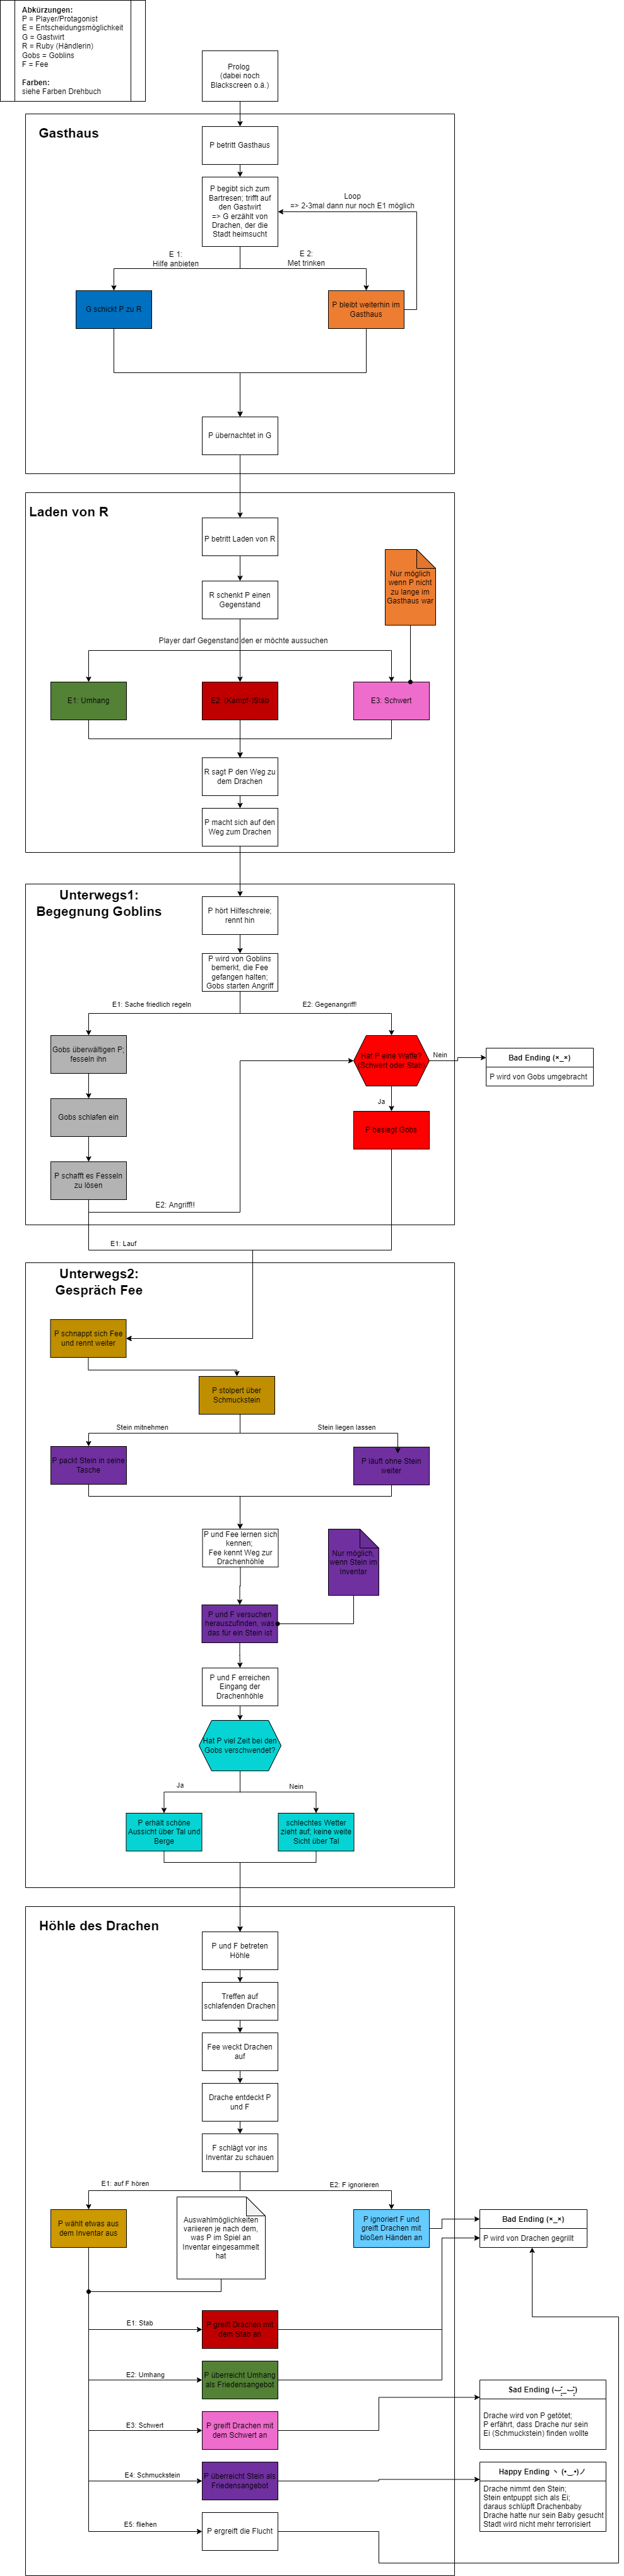 Abkürzungen:
P = Player/Protagonist
E = Entscheidungsmöglichkeit
G = Gastwirt
R = Ruby (Händlerin)
Gobs = Goblins
F = Fee
Farben:
siehe Farben Drehbuch
Prolog
(dabei noch
Blackscreen o.ä.)
Gasthaus
P betritt Gasthaus
P begibt sich zum
Bartresen; trifft auf
den Gastwirt
=> G erzählt von
Drachen, der die
Stadt heimsucht
Loop
=> 2-3mal dann nur noch E1 möglich
E 1:
Hilfe anbieten
E 2:
Met trinken
G schickt P zu R
P bleibt weiterhin im
Gasthaus
P übernachtet in G
Laden von R
P betritt Laden von R
R schenkt P einen
Gegenstand
Nur möglich
wenn P nicht
zu lange im
Gasthaus war
Player darf Gegenstand den er möchte aussuchen
E1: Umhang
E2: (Kampf-)Stab
E3: Schwert
R sagt P den Weg zu
dem Drachen
P macht sich auf den
Weg zum Drachen
Unterwegs1:
Begegnung Goblins
P hört Hilfeschreie;
rennt hin
P wird von Goblins
bemerkt, die Fee
gefangen halten;
Gobs starten Angriff
E1: Sache friedlich regeln
E2: Gegenangriff!
Gobs überwältigen P;
fesseln ihn
Hat P eine Waffe?
(Schwert oder Stab)
Nein
Bad Ending (×_×)
P wird von Gobs umgebracht
Gobs schlafen ein
Ja
P besiegt Gobs
P schafft es Fesseln
zu lösen
E2: Angriff!!
E1: Lauf
Unterwegs2:
Gespräch Fee
P schnappt sich Fee
und rennt weiter
P stolpert über
Schmuckstein
Stein mitnehmen
Stein liegen lassen
P packt Stein in seine
Tasche
P läuft ohne Stein
weiter
P und Fee lernen sich
kennen;
Fee kennt Weg zur
Drachenhöhle
Nur möglich,
wenn Stein im
Inventar
P und F versuchen
herauszufinden, was
das für ein Stein ist
P und F erreichen
Eingang der
Drachenhöhle
Hat P viel Zeit bei den
Gobs verschwendet?
Ja
Nein
P erhält schöne
Aussicht über Tal und
Berge
schlechtes Wetter
zieht auf; keine weite
Sicht über Tal
Höhle des Drachen
P und F betreten
Höhle
Treffen auf
schlafenden Drachen
Fee weckt Drachen
auf
Drache entdeckt P
und F
F schlägt vor ins
Inventar zu schauen
E1: auf F hören
E2: F ignorieren
P wählt etwas aus
dem Inventar aus
Auswahlmöglichkeiten
variieren je nach dem,
was P im Spiel an
Inventar eingesammelt
hat
P ignoriert F und
greift Drachen mit
bloßen Händen an
Bad Ending (×_×)
P wird von Drachen gegrillt
E1: Stab
P greift Drachen mit
dem Stab an
E2: Umhang
P überreicht Umhang
als Friedensangebot
E3: Schwert
P greift Drachen mit
dem Schwert an
Sad Ending
Drache wird von P getötet;
P erfährt, dass Drache nur sein
Ei (Schmuckstein) finden wollte
E4: Schmuckstein
P überreicht Stein als
Friedensangebot
Happy Ending ヽ(•‿•)ノ
Drache nimmt den Stein;
Stein entpuppt sich als Ei;
daraus schlüpft Drachenbaby
Drache hatte nur sein Baby gesucht
Stadt wird nicht mehr terrorisiert
E5: fliehen
P ergreift die Flucht